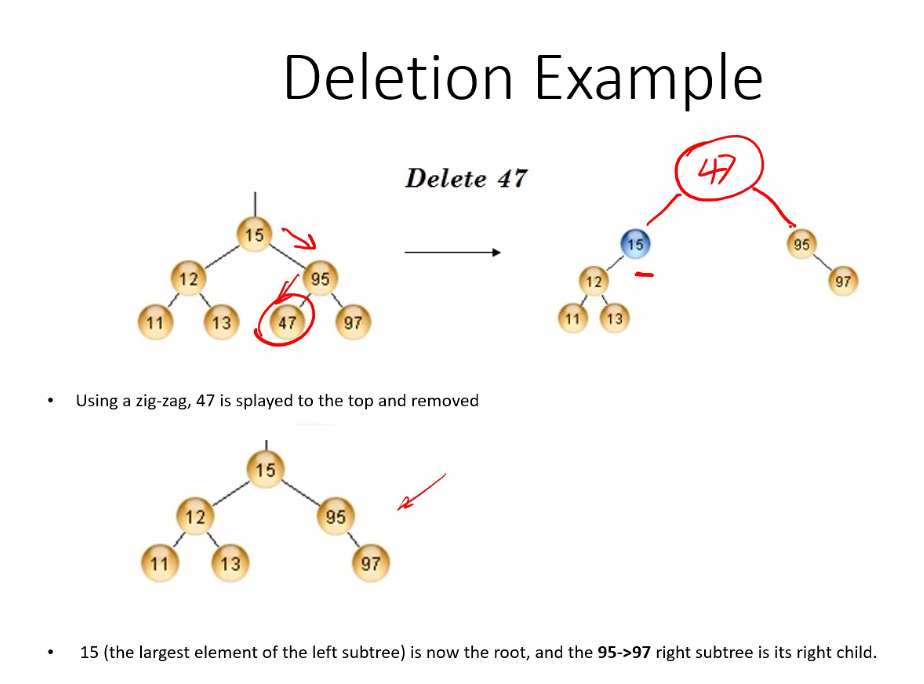 Deletion Example
Delete 47
47
15
12 95
11 13 47 97
15 95
12 97
11 13
• Using a zig-zag, 47 is splayed to the top and removed
15
12 95
11 13 97
• 15 (the largest element of the left subtree) is now the root, and the 95->97 right subtree is its right child.